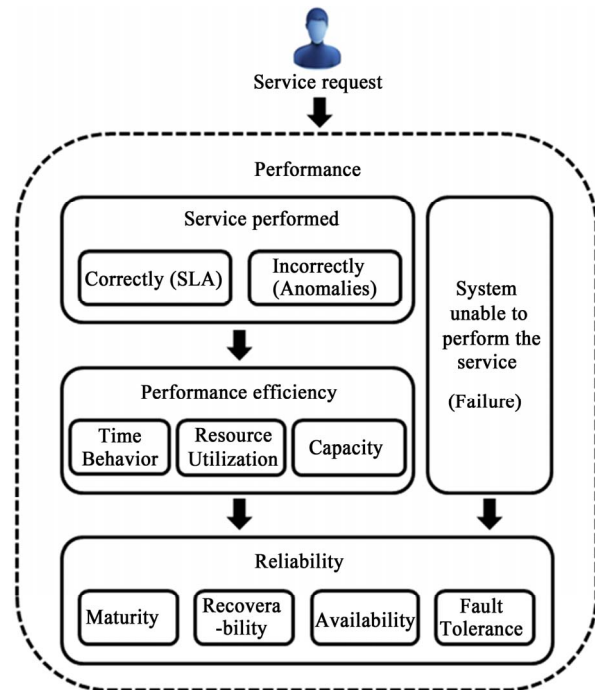 Service request
Performance
Service performed
Correctly (SLA)
Incorrectly
(Anomalies)
System
unable to
perform the
service
(Failure)
Performance efficiency
Time
Behavior
Resource
Utilization
Capacity
Reliability
Maturity
Recovera
-bility
Availability
Fault
Tolerance